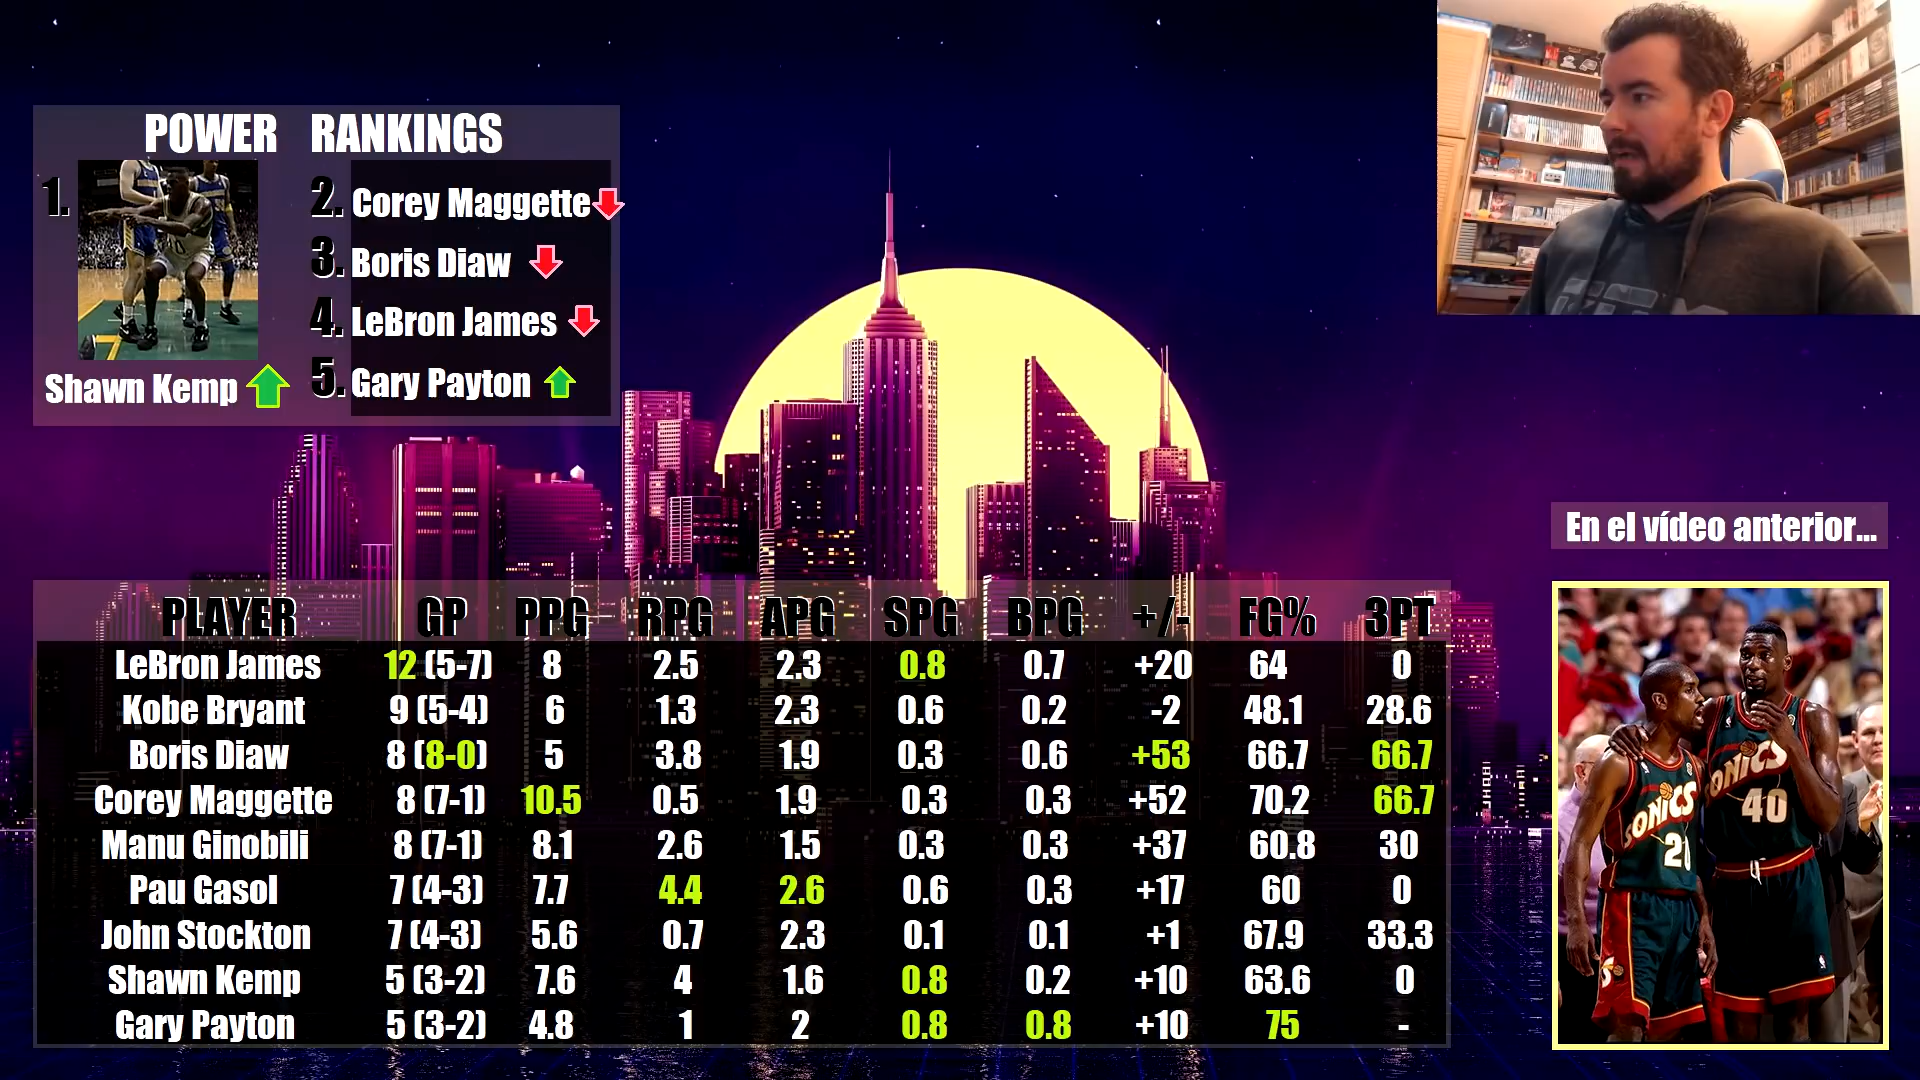 POWER RANKINGS
1.
Shawn Kemp
2. Corey Maggette
3. Boris Diaw
4. LeBron James
5. Gary Payton
En el vídeo anterior...
PLAYER GP PPG RPG APG SPG BPG +/- FG% 3PT
LeBron James 12 (5-7) 8 2.5 2.3 0.8 0.7 +20 64 0
Kobe Bryant 9 (5-4) 6 1.3 2.3 0.6 0.2 -2 48.1 28.6
Boris Diaw 8 (8-0) 5 3.8 1.9 0.3 0.6 +53 66.7 66.7
Corey Maggette 8 (7-1) 10.5 0.5 1.9 0.3 0.3 +52 70.2 66.7
Manu Ginobili 8 (7-1) 8.1 2.6 1.5 0.3 0.3 +37 60.8 30
Pau Gasol 7 (4-3) 7.7 4.4 2.6 0.6 0.3 +17 60 0
John Stockton 7 (4-3) 5.6 0.7 2.3 0.1 0.1 +1 67.9 33.3
Shawn Kemp 5 (3-2) 7.6 4 1.6 0.8 0.2 +10 63.6 0
Gary Payton 5 (3-2) 4.8 1 2 0.8 0.8 +10 75 -
SONICS
20
ONICS
40